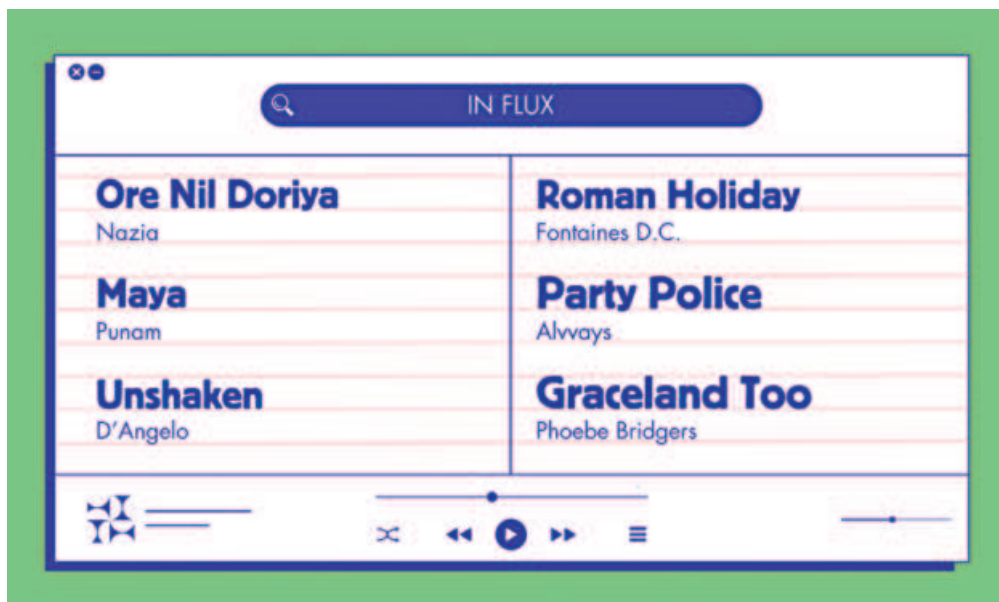 IN FLUX
Ore Nil Doriya
Nazia
Maya
Punam
Unshaken
D'Angelo
Roman Holiday
Fontaines D.C.
Party Police
Alvvays
Graceland Too
Phoebe Bridgers